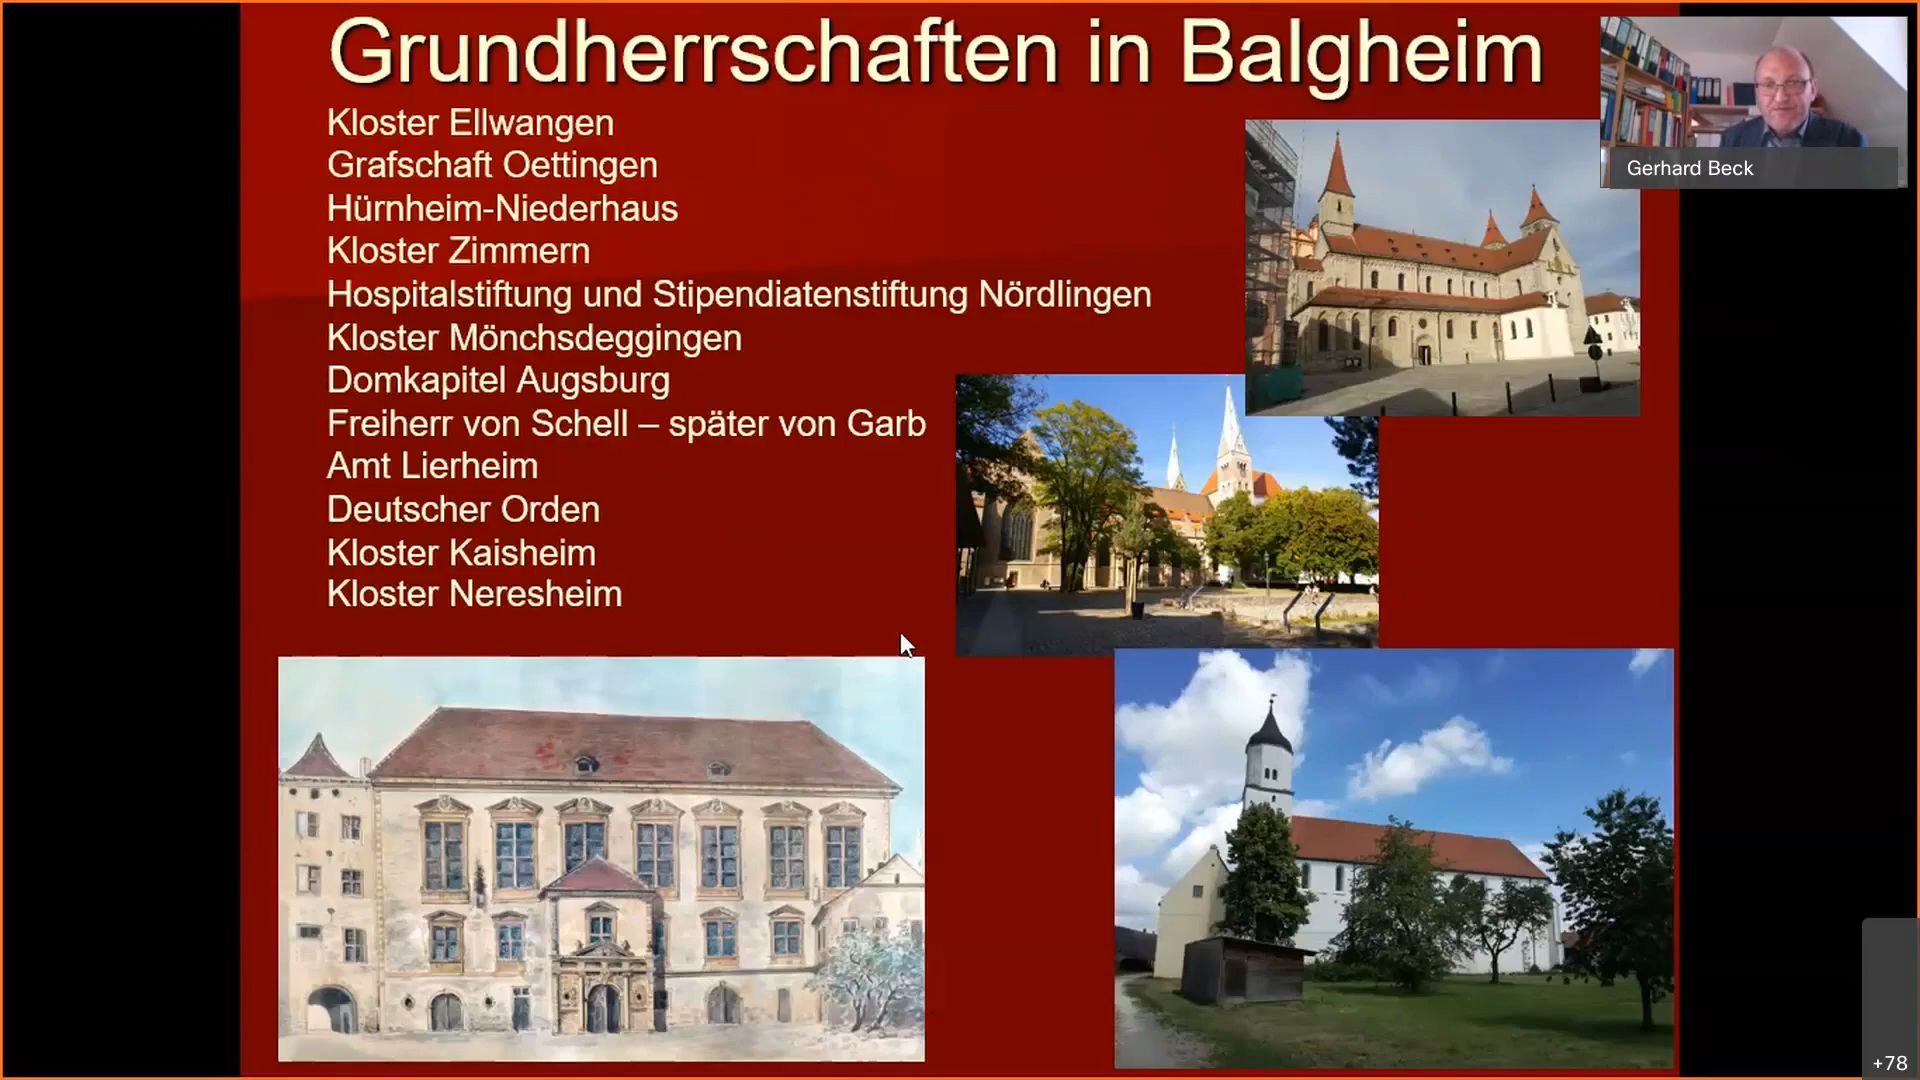 Grundherrschaften in Balgheim
Kloster Ellwangen
Grafschaft Oettingen
Hürnheim-Niederhaus
Kloster Zimmern
Hospitalstiftung und Stipendiatenstiftung Nördlingen
Kloster Mönchsdeggingen
Domkapitel Augsburg
Freiherr von Schell – später von Garb
Amt Lierheim
Deutscher Orden
Kloster Kaisheim
Kloster Neresheim
Gerhard Beck
+78